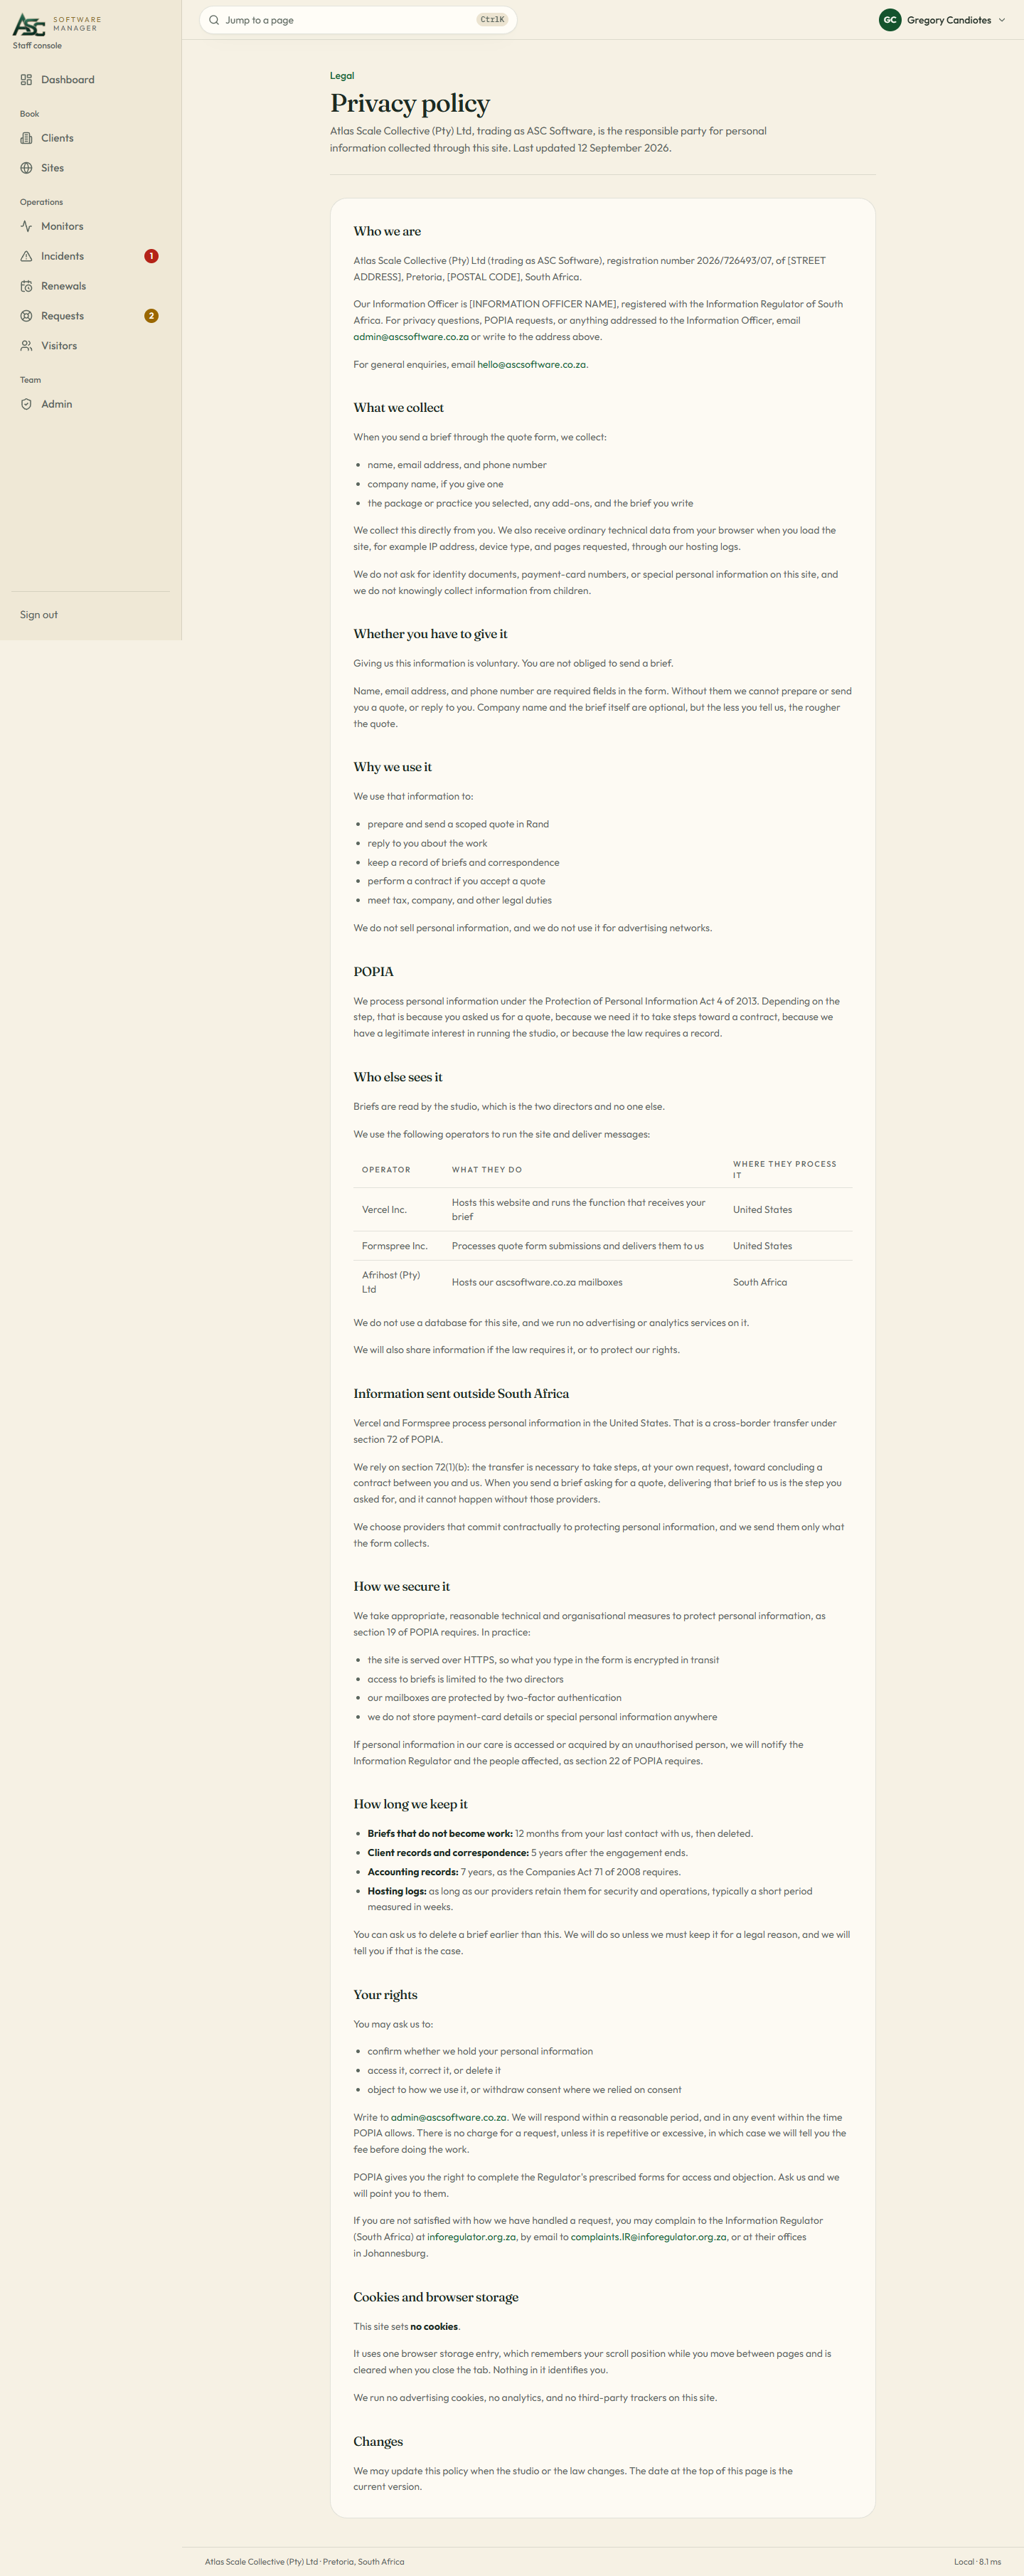 ASC SOFTWARE MANAGER
Staff console
Dashboard
Book
Clients
Sites
Operations
Monitors
Incidents 1
Renewals
Requests 2
Visitors
Team
Admin
Sign out
Jump to a page CtrlK
GC Gregory Candiotes
Legal
Privacy policy
Atlas Scale Collective (Pty) Ltd, trading as ASC Software, is the responsible party for personal
information collected through this site. Last updated 12 September 2026.
Who we are
Atlas Scale Collective (Pty) Ltd (trading as ASC Software), registration number 2026/726493/07, of [STREET
ADDRESS], Pretoria, [POSTAL CODE], South Africa.
Our Information Officer is [INFORMATION OFFICER NAME], registered with the Information Regulator of South
Africa. For privacy questions, POPIA requests, or anything addressed to the Information Officer, email
admin@ascsoftware.co.za or write to the address above.
For general enquiries, email hello@ascsoftware.co.za.
What we collect
When you send a brief through the quote form, we collect:
• name, email address, and phone number
• company name, if you give one
• the package or practice you selected, any add-ons, and the brief you write
We collect this directly from you. We also receive ordinary technical data from your browser when you load the
site, for example IP address, device type, and pages requested, through our hosting logs.
We do not ask for identity documents, payment-card numbers, or special personal information on this site, and
we do not knowingly collect information from children.
Whether you have to give it
Giving us this information is voluntary. You are not obliged to send a brief.
Name, email address, and phone number are required fields in the form. Without them we cannot prepare or send
you a quote, or reply to you. Company name and the brief itself are optional, but the less you tell us, the rougher
the quote.
Why we use it
We use that information to:
• prepare and send a scoped quote in Rand
• reply to you about the work
• keep a record of briefs and correspondence
• perform a contract if you accept a quote
• meet tax, company, and other legal duties
We do not sell personal information, and we do not use it for advertising networks.
POPIA
We process personal information under the Protection of Personal Information Act 4 of 2013. Depending on the
step, that is because you asked us for a quote, because we need it to take steps toward a contract, because we
have a legitimate interest in running the studio, or because the law requires a record.
Who else sees it
Briefs are read by the studio, which is the two directors and no one else.
We use the following operators to run the site and deliver messages:
OPERATOR WHAT THEY DO WHERE THEY PROCESS
IT
Vercel Inc. Hosts this website and runs the function that receives your
brief United States
Formspree Inc. Processes quote form submissions and delivers them to us United States
Afrihost (Pty)
Ltd Hosts our ascsoftware.co.za mailboxes South Africa
We do not use a database for this site, and we run no advertising or analytics services on it.
We will also share information if the law requires it, or to protect our rights.
Information sent outside South Africa
Vercel and Formspree process personal information in the United States. That is a cross-border transfer under
section 72 of POPIA.
We rely on section 72(1)(b): the transfer is necessary to take steps, at your own request, toward concluding a
contract between you and us. When you send a brief asking for a quote, delivering that brief to us is the step you
asked for, and it cannot happen without those providers.
We choose providers that commit contractually to protecting personal information, and we send them only what
the form collects.
How we secure it
We take appropriate, reasonable technical and organisational measures to protect personal information, as
section 19 of POPIA requires. In practice:
• the site is served over HTTPS, so what you type in the form is encrypted in transit
• access to briefs is limited to the two directors
• our mailboxes are protected by two-factor authentication
• we do not store payment-card details or special personal information anywhere
If personal information in our care is accessed or acquired by an unauthorised person, we will notify the
Information Regulator and the people affected, as section 22 of POPIA requires.
How long we keep it
• Briefs that do not become work: 12 months from your last contact with us, then deleted.
• Client records and correspondence: 5 years after the engagement ends.
• Accounting records: 7 years, as the Companies Act 71 of 2008 requires.
• Hosting logs: as long as our providers retain them for security and operations, typically a short period
measured in weeks.
You can ask us to delete a brief earlier than this. We will do so unless we must keep it for a legal reason, and we will
tell you if that is the case.
Your rights
You may ask us to:
• confirm whether we hold your personal information
• access it, correct it, or delete it
• object to how we use it, or withdraw consent where we relied on consent
Write to admin@ascsoftware.co.za. We will respond within a reasonable period, and in any event within the time
POPIA allows. There is no charge for a request, unless it is repetitive or excessive, in which case we will tell you the
fee before doing the work.
POPIA gives you the right to complete the Regulator's prescribed forms for access and objection. Ask us and we
will point you to them.
If you are not satisfied with how we have handled a request, you may complain to the Information Regulator
(South Africa) at inforegulator.org.za, by email to complaints.IR@inforegulator.org.za, or at their offices
in Johannesburg.
Cookies and browser storage
This site sets no cookies.
It uses one browser storage entry, which remembers your scroll position while you move between pages and is
cleared when you close the tab. Nothing in it identifies you.
We run no advertising cookies, no analytics, and no third-party trackers on this site.
Changes
We may update this policy when the studio or the law changes. The date at the top of this page is the
current version.
Atlas Scale Collective (Pty) Ltd · Pretoria, South Africa
Local · 8.1 ms